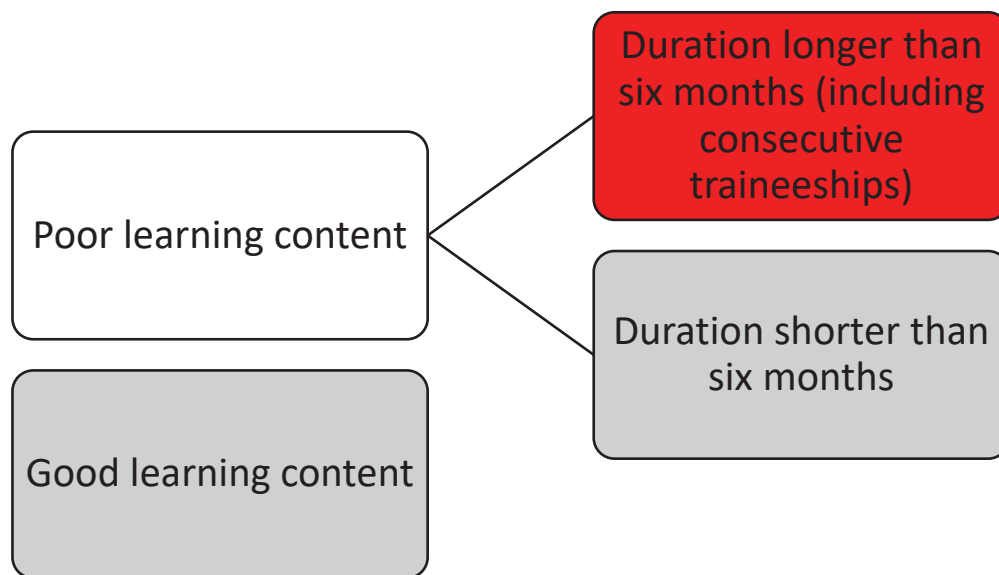 Poor learning content
Good learning content
Duration longer than
six months (including
consecutive
traineeships)
Duration shorter than
six months